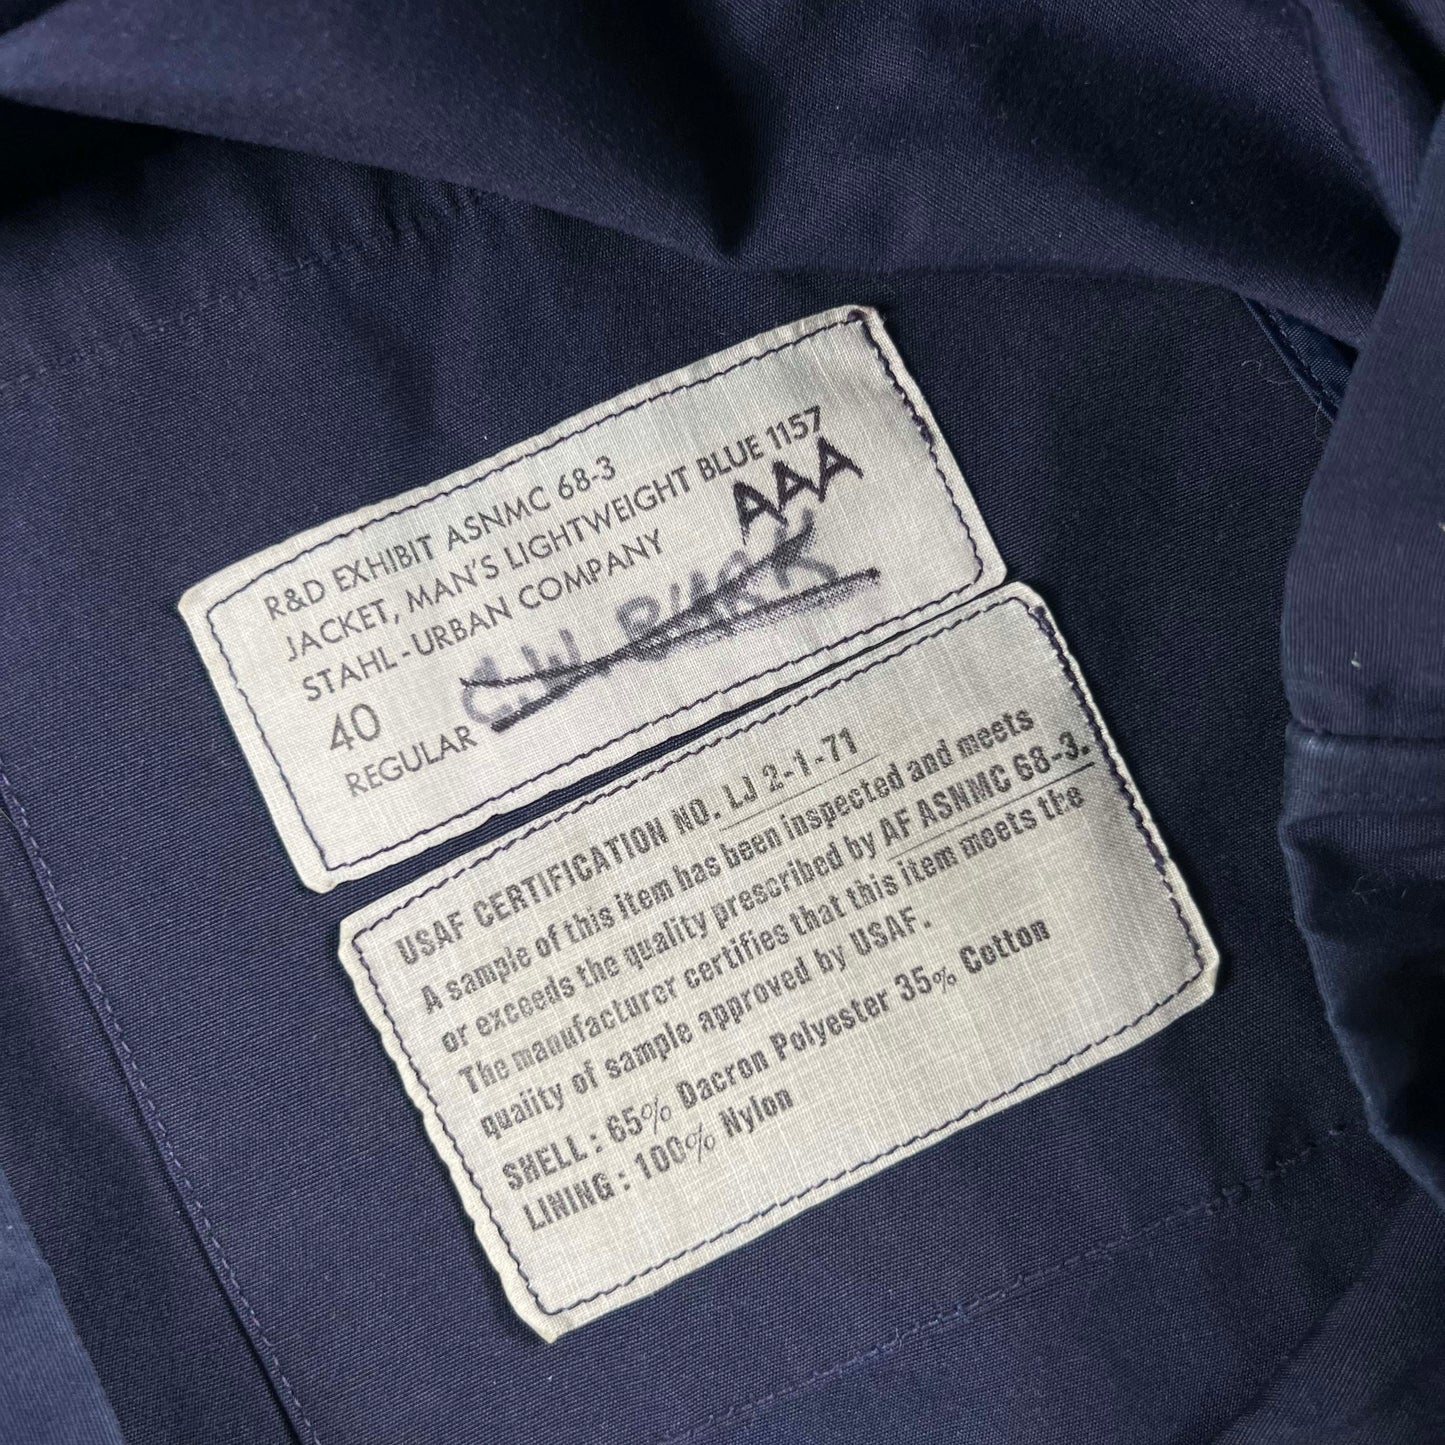 R&D EXHIBIT ASNMC 68-3
JACKET, MAN'S LIGHTWEIGHT BLUE 1157
STAHL-URBAN COMPANY
AAA
40
C.W
REGULAR
USAF CERTIFICATION NO. LJ 2-1-71
A sample of this item has been inspected and meets
or exceeds the quality prescribed by AF ASNMC 68-3.
The manufacturer certifies that this item meets the
quality of sample approved by USAF.
SHELL: 65% Dacron Polyester 35% Cotton
LINING: 100% Nylon